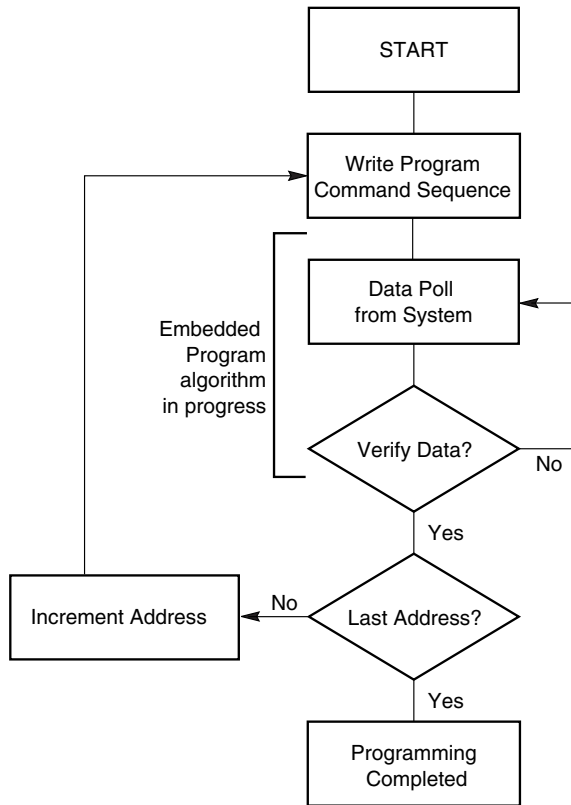 START
Write Program
Command Sequence
Data Poll
from System
Embedded
Program
algorithm
in progress
Verify Data?
No
Yes
Last Address?
No
Increment Address
Yes
Programming
Completed